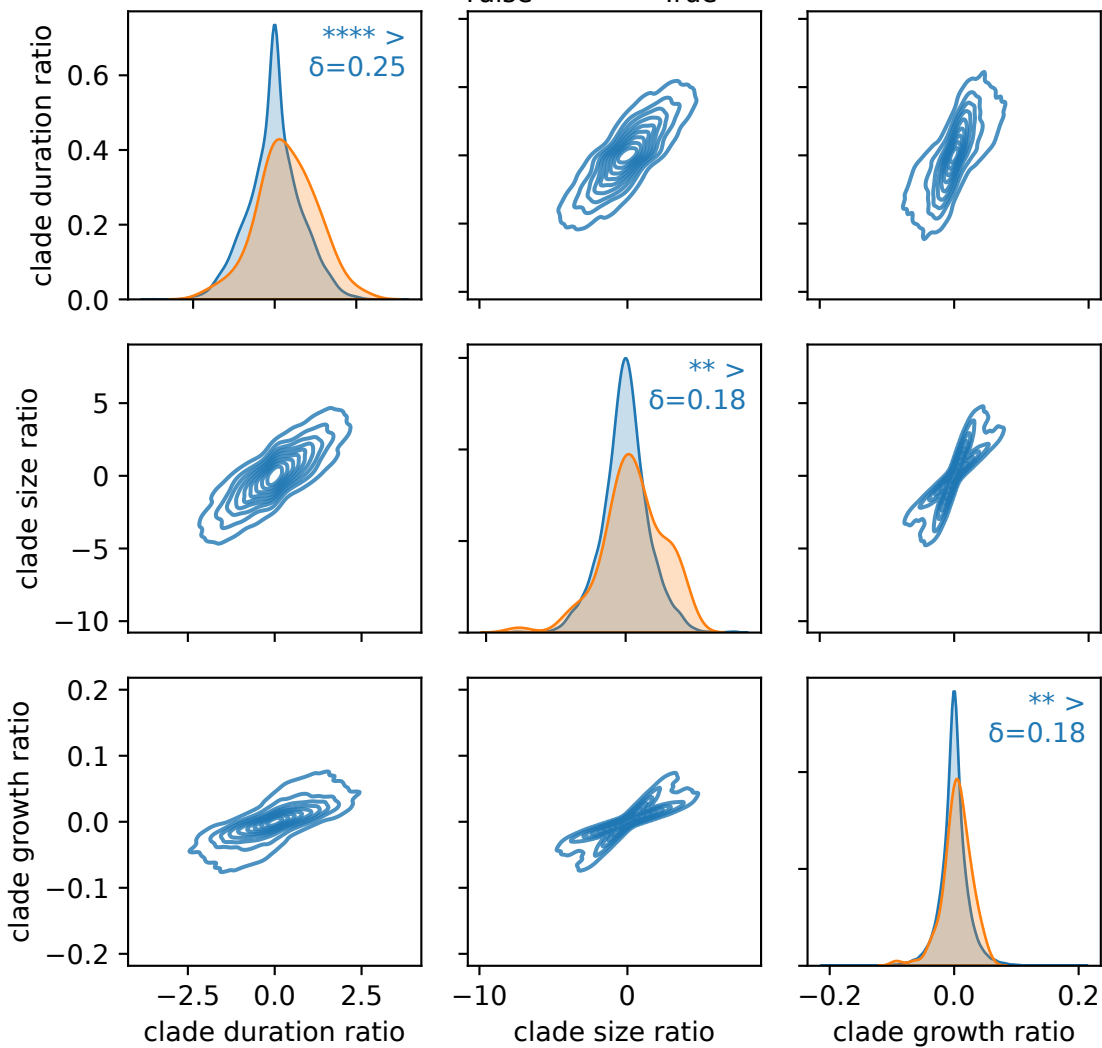 clade duration ratio
0.6
0.4
0.2
0.0
**** >
δ=0.25
clade size ratio
5
0
−5
−10
** >
δ=0.18
clade growth ratio
0.2
0.1
0.0
−0.1
−0.2
** >
δ=0.18
−2.5 0.0 2.5
−10 0
−0.2 0.0 0.2
clade duration ratio
clade size ratio
clade growth ratio